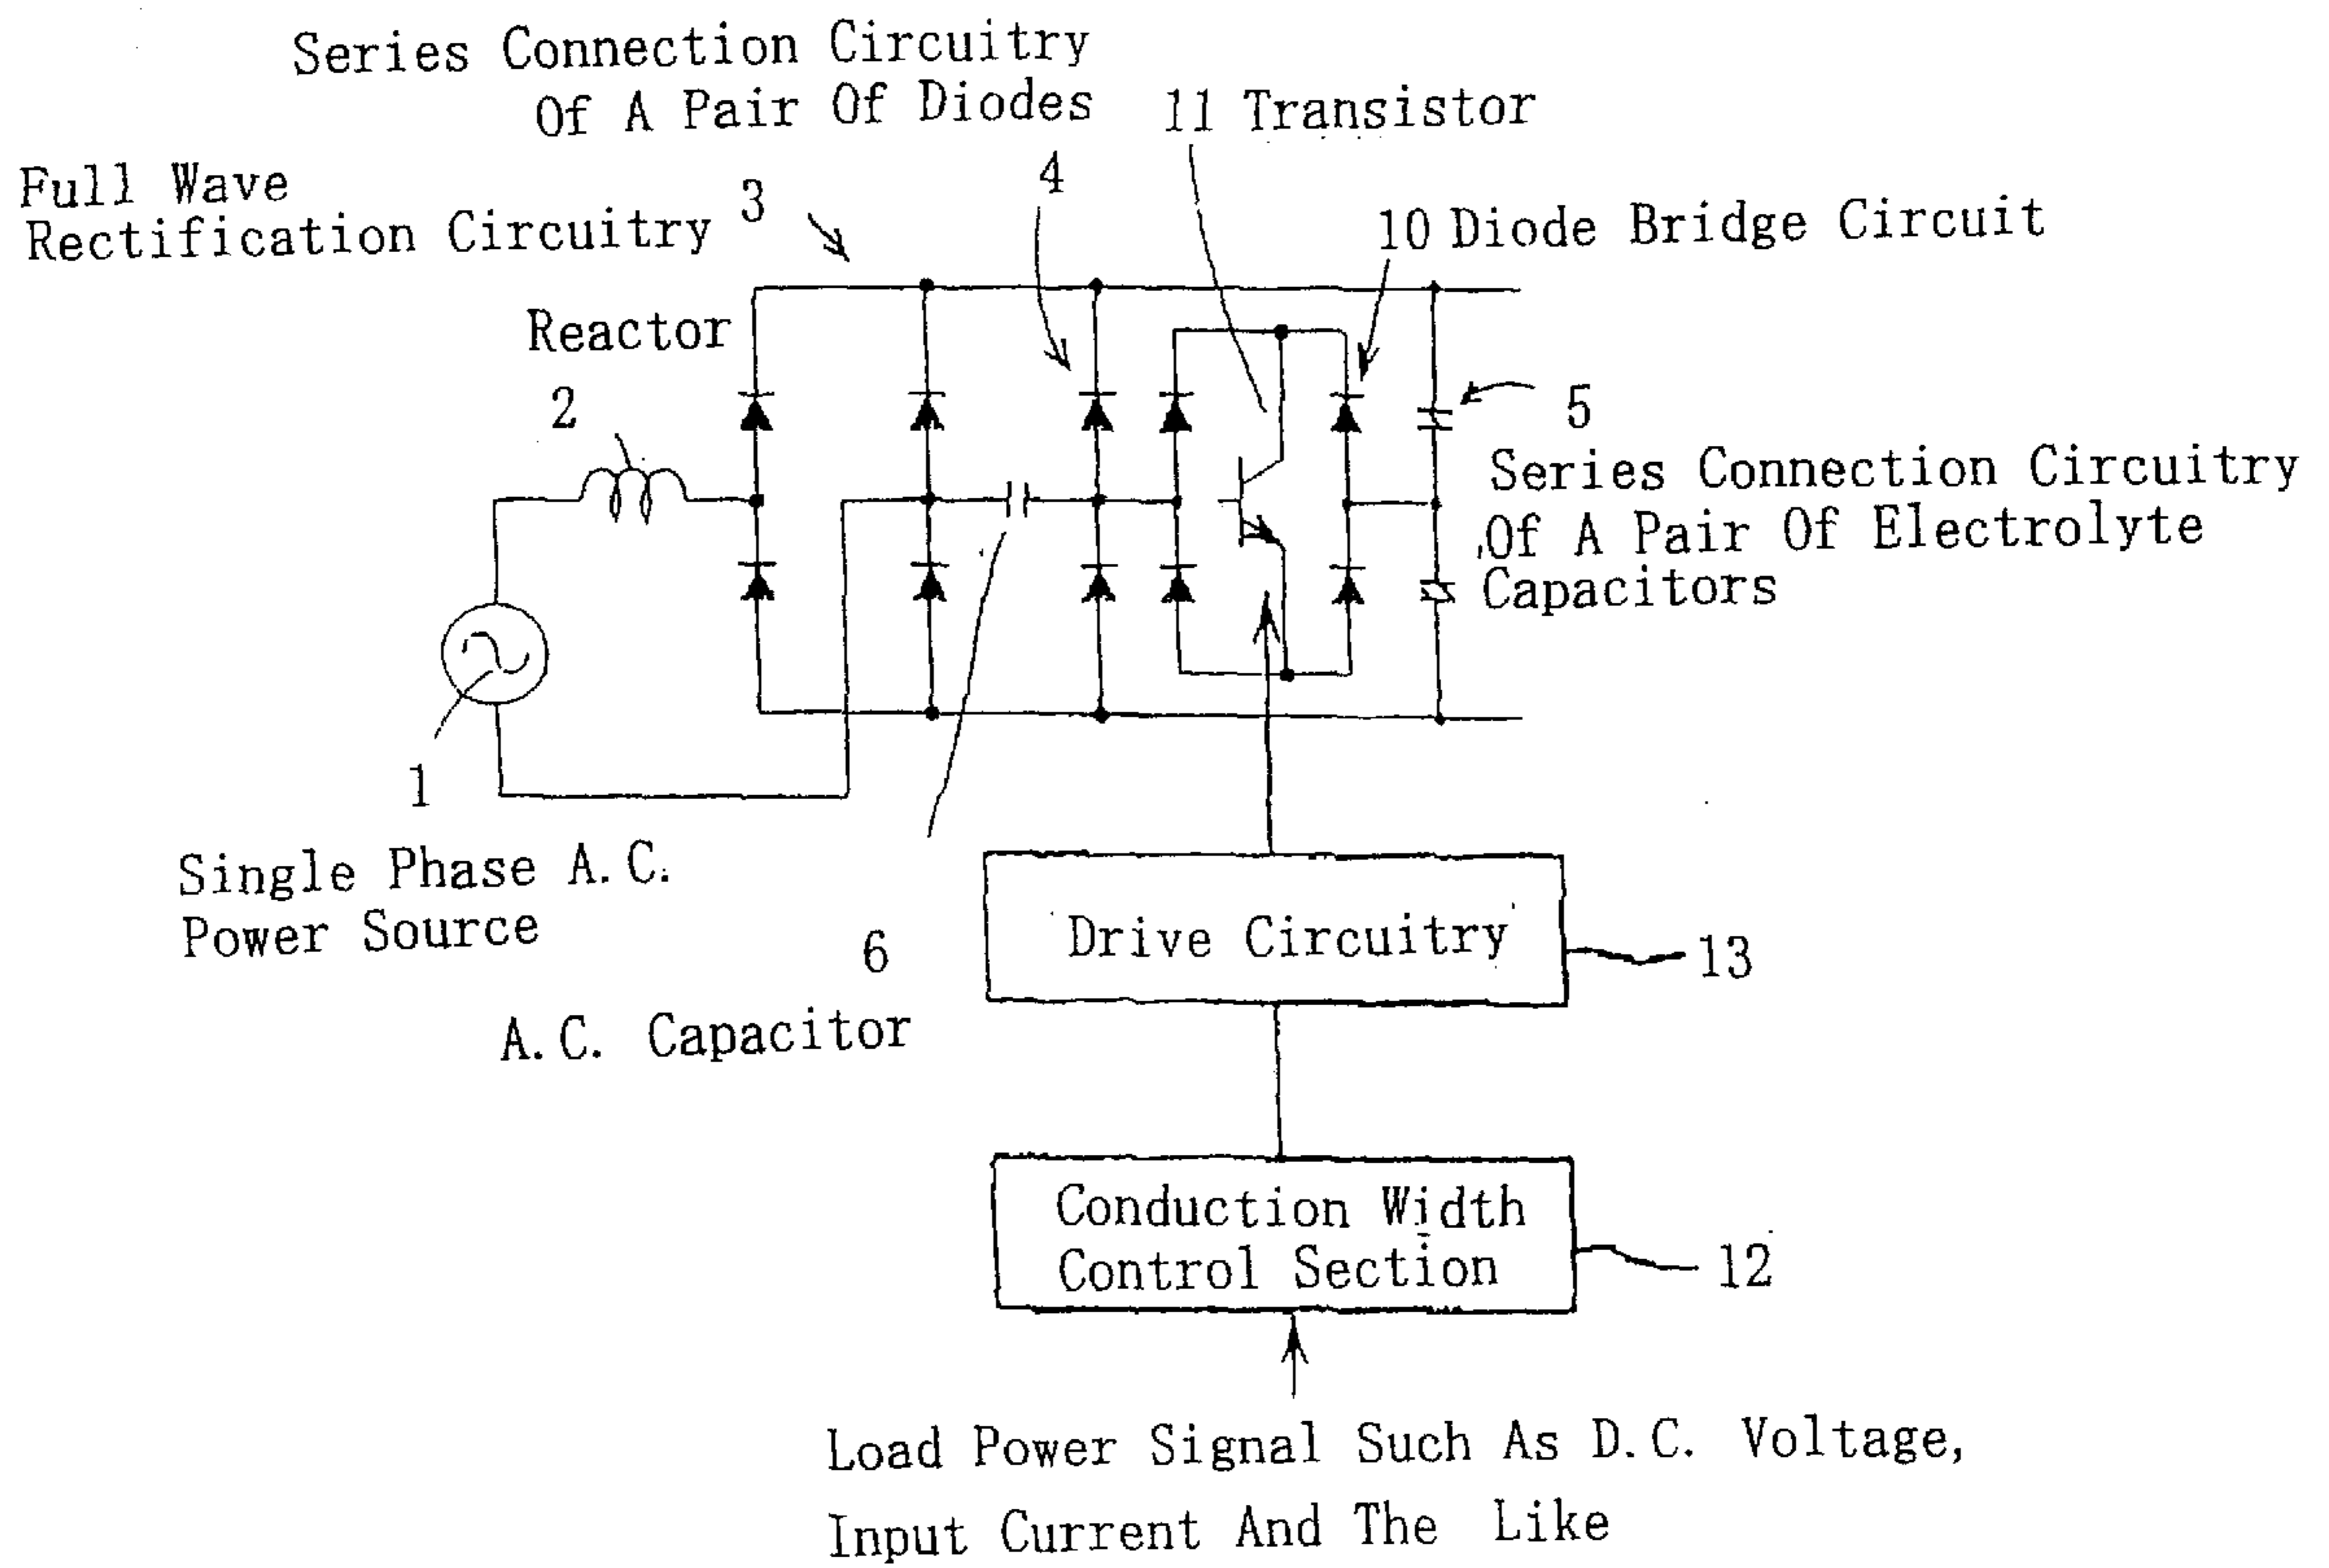 Series Connection Circuitry
Of A Pair Of Diodes
11 Transistor
4
Full Wave
Rectification Circuitry 3
10 Diode Bridge Circuit
Reactor
2
5
Series Connection Circuitry
Of A Pair Of Electrolyte
Capacitors
1
Single Phase A.C.
Power Source
6
A.C. Capacitor
Drive Circuitry
13
Conduction Width
Control Section
12
Load Power Signal Such As D.C. Voltage,
Input Current And The Like